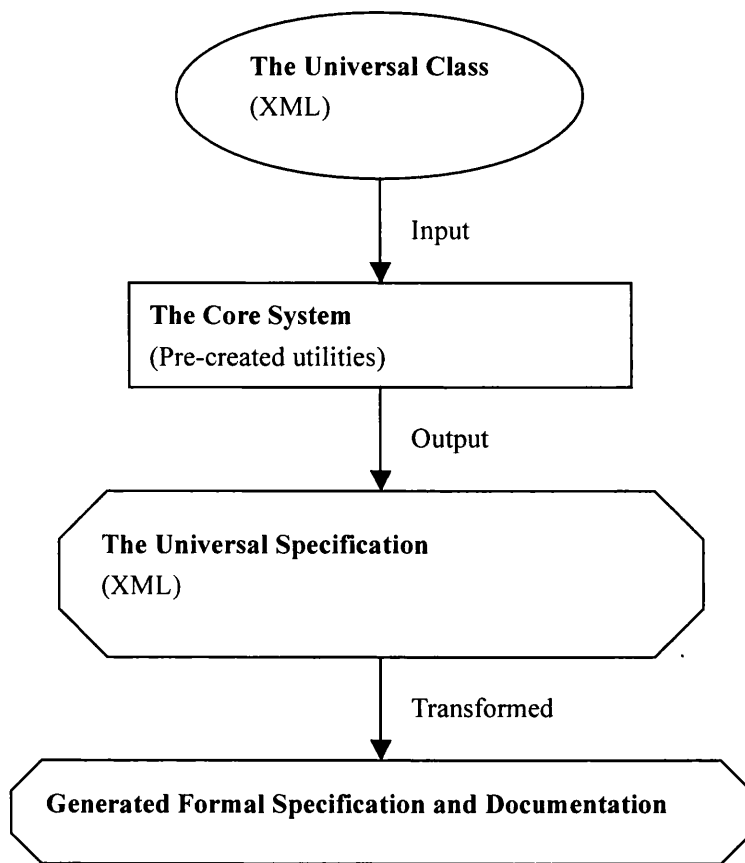 The Universal Class
(XML)
Input
The Core System
(Pre-created utilities)
Output
The Universal Specification
(XML)
Transformed
Generated Formal Specification and Documentation